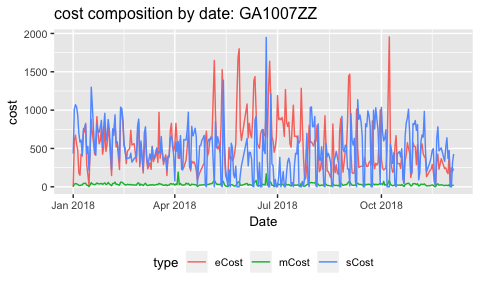 cost composition by date: GA1007ZZ
2000
1500
1000
500
0
cost
Jan 2018 Apr 2018 Jul 2018 Oct 2018
Date
type eCost mCost sCost